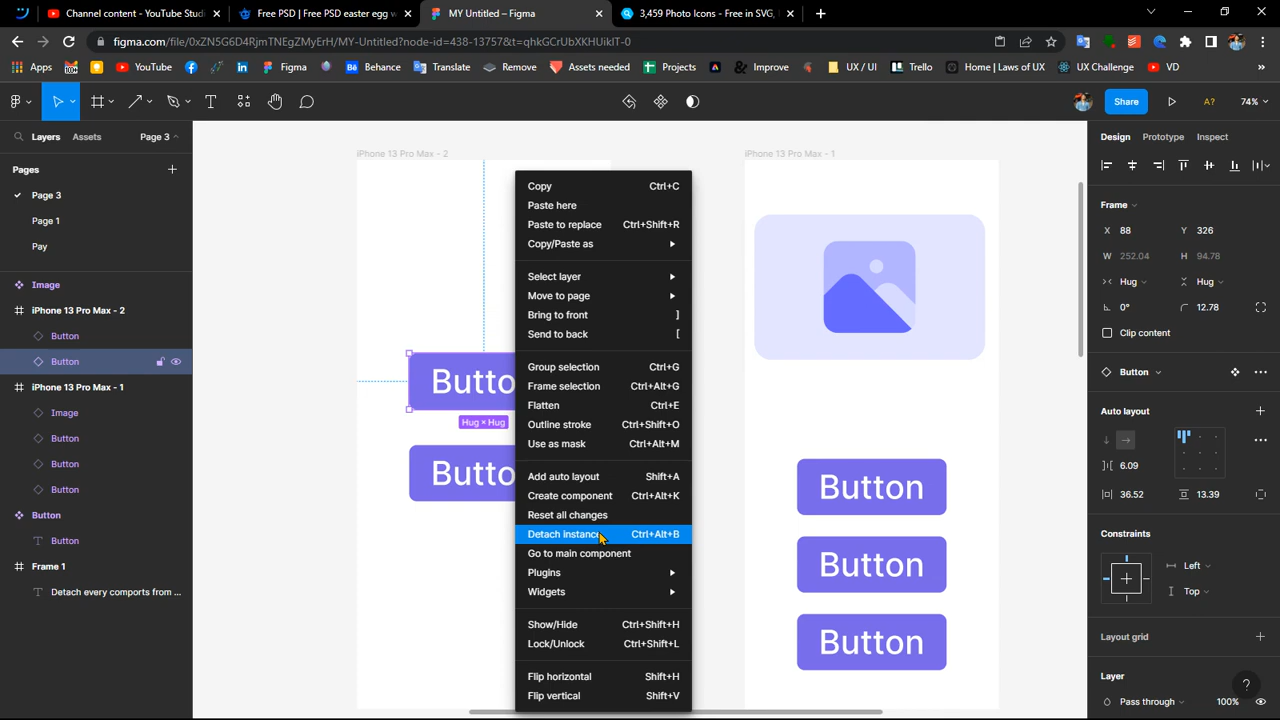 Channel content - YouTube Studi
Free PSD | Free PSD easter egg w
MY Untitled – Figma
3,459 Photo Icons - Free in SVG,
figma.com/file/0xZN5G6D4RjmTNEgZMyErH/MY-Untitled?node-id=438-13757&t=qhkGCrUbXKHUikIT-0
Apps
YouTube
Figma
Behance
Translate
Remove
Assets needed
Projects
Improve
UX / UI
Trello
Home | Laws of UX
UX Challenge
VD
»
Share
A?
74%
Layers
Assets
Page 3
Design
Prototype
Inspect
Pages
Page 3
Page 1
Pay
Image
iPhone 13 Pro Max - 2
Button
Button
iPhone 13 Pro Max - 1
Image
Button
Button
Button
Button
Button
Frame 1
Detach every comports from ...
iPhone 13 Pro Max - 2
Butto
Hug × Hug
Butto
Copy Ctrl+C
Paste here
Paste to replace Ctrl+Shift+R
Copy/Paste as
Select layer
Move to page
Bring to front ]
Send to back [
Group selection Ctrl+G
Frame selection Ctrl+Alt+G
Flatten Ctrl+E
Outline stroke Ctrl+Shift+O
Use as mask Ctrl+Alt+M
Add auto layout Shift+A
Create component Ctrl+Alt+K
Reset all changes
Detach instance Ctrl+Alt+B
Go to main component
Plugins
Widgets
Show/Hide Ctrl+Shift+H
Lock/Unlock Ctrl+Shift+L
Flip horizontal Shift+H
Flip vertical Shift+V
iPhone 13 Pro Max - 1
Button
Button
Button
Frame
X 88 Y 326
W 252.04 H 94.78
Hug Hug
0° 12.78
Clip content
Button
Auto layout
6.09
36.52 13.39
Constraints
Left
Top
Layout grid
Layer
Pass through 100%
?